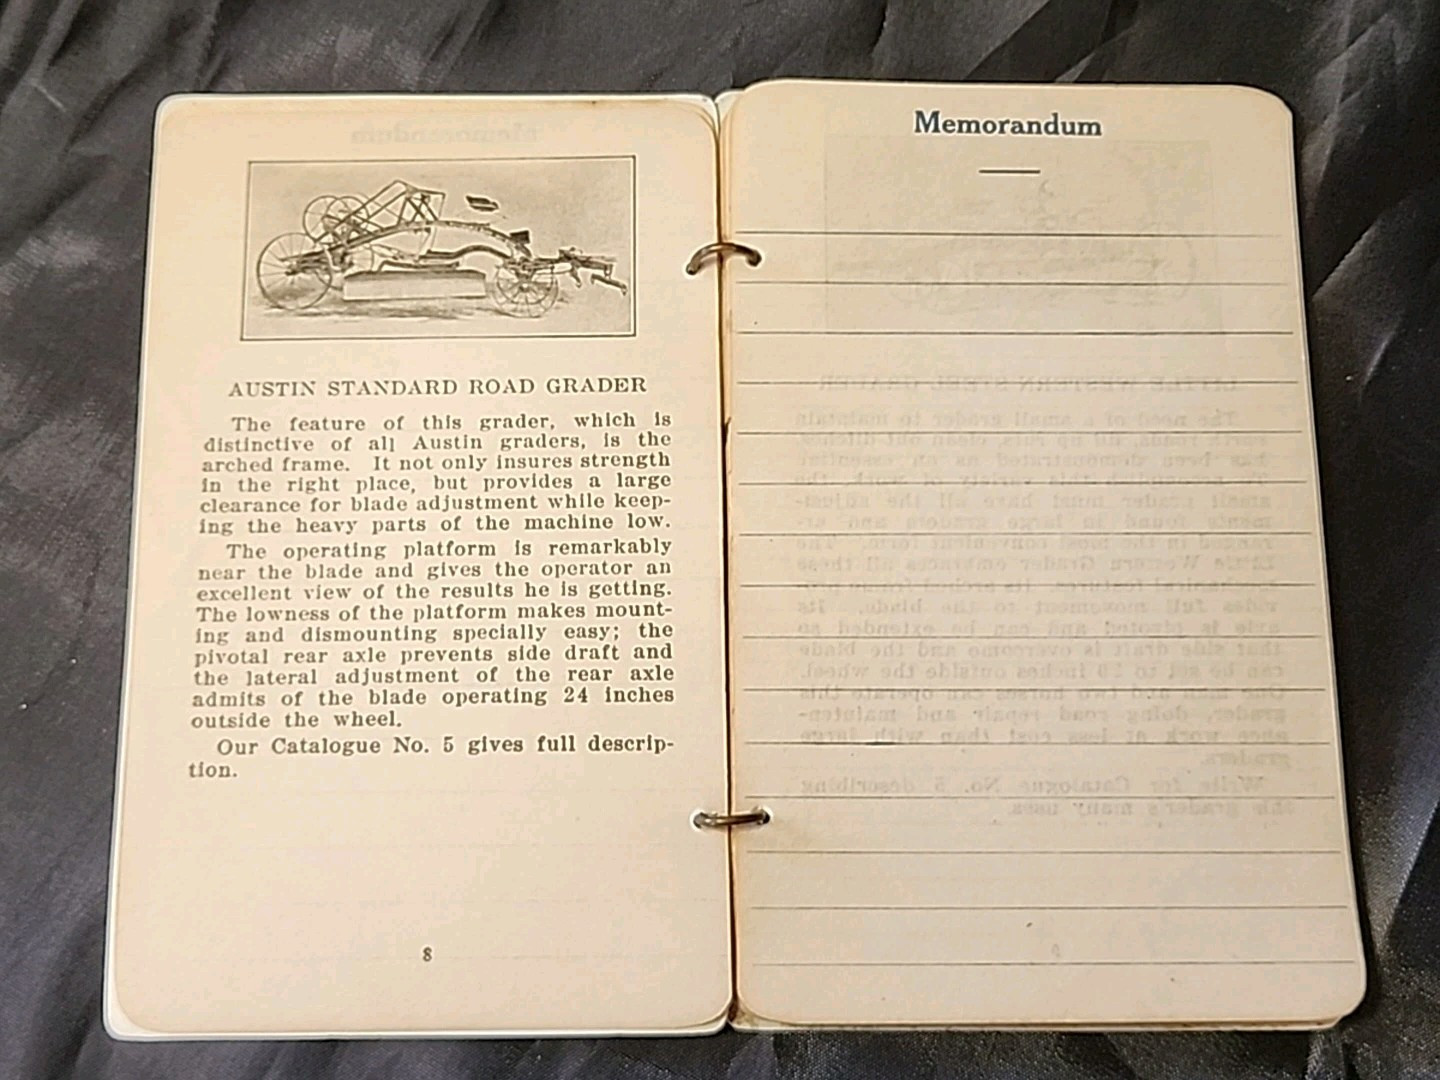 AUSTIN STANDARD ROAD GRADER
The feature of this grader, which is
distinctive of all Austin graders, is the
arched frame. It not only insures strength
in the right place, but provides a large
clearance for blade adjustment while keep-
ing the heavy parts of the machine low.
The operating platform is remarkably
near the blade and gives the operator an
excellent view of the results he is getting.
The lowness of the platform makes mount-
ing and dismounting specially easy; the
pivotal rear axle prevents side draft and
the lateral adjustment of the rear axle
admits of the blade operating 24 inches
outside the wheel.
Our Catalogue No. 5 gives full descrip-
tion.
8
Memorandum